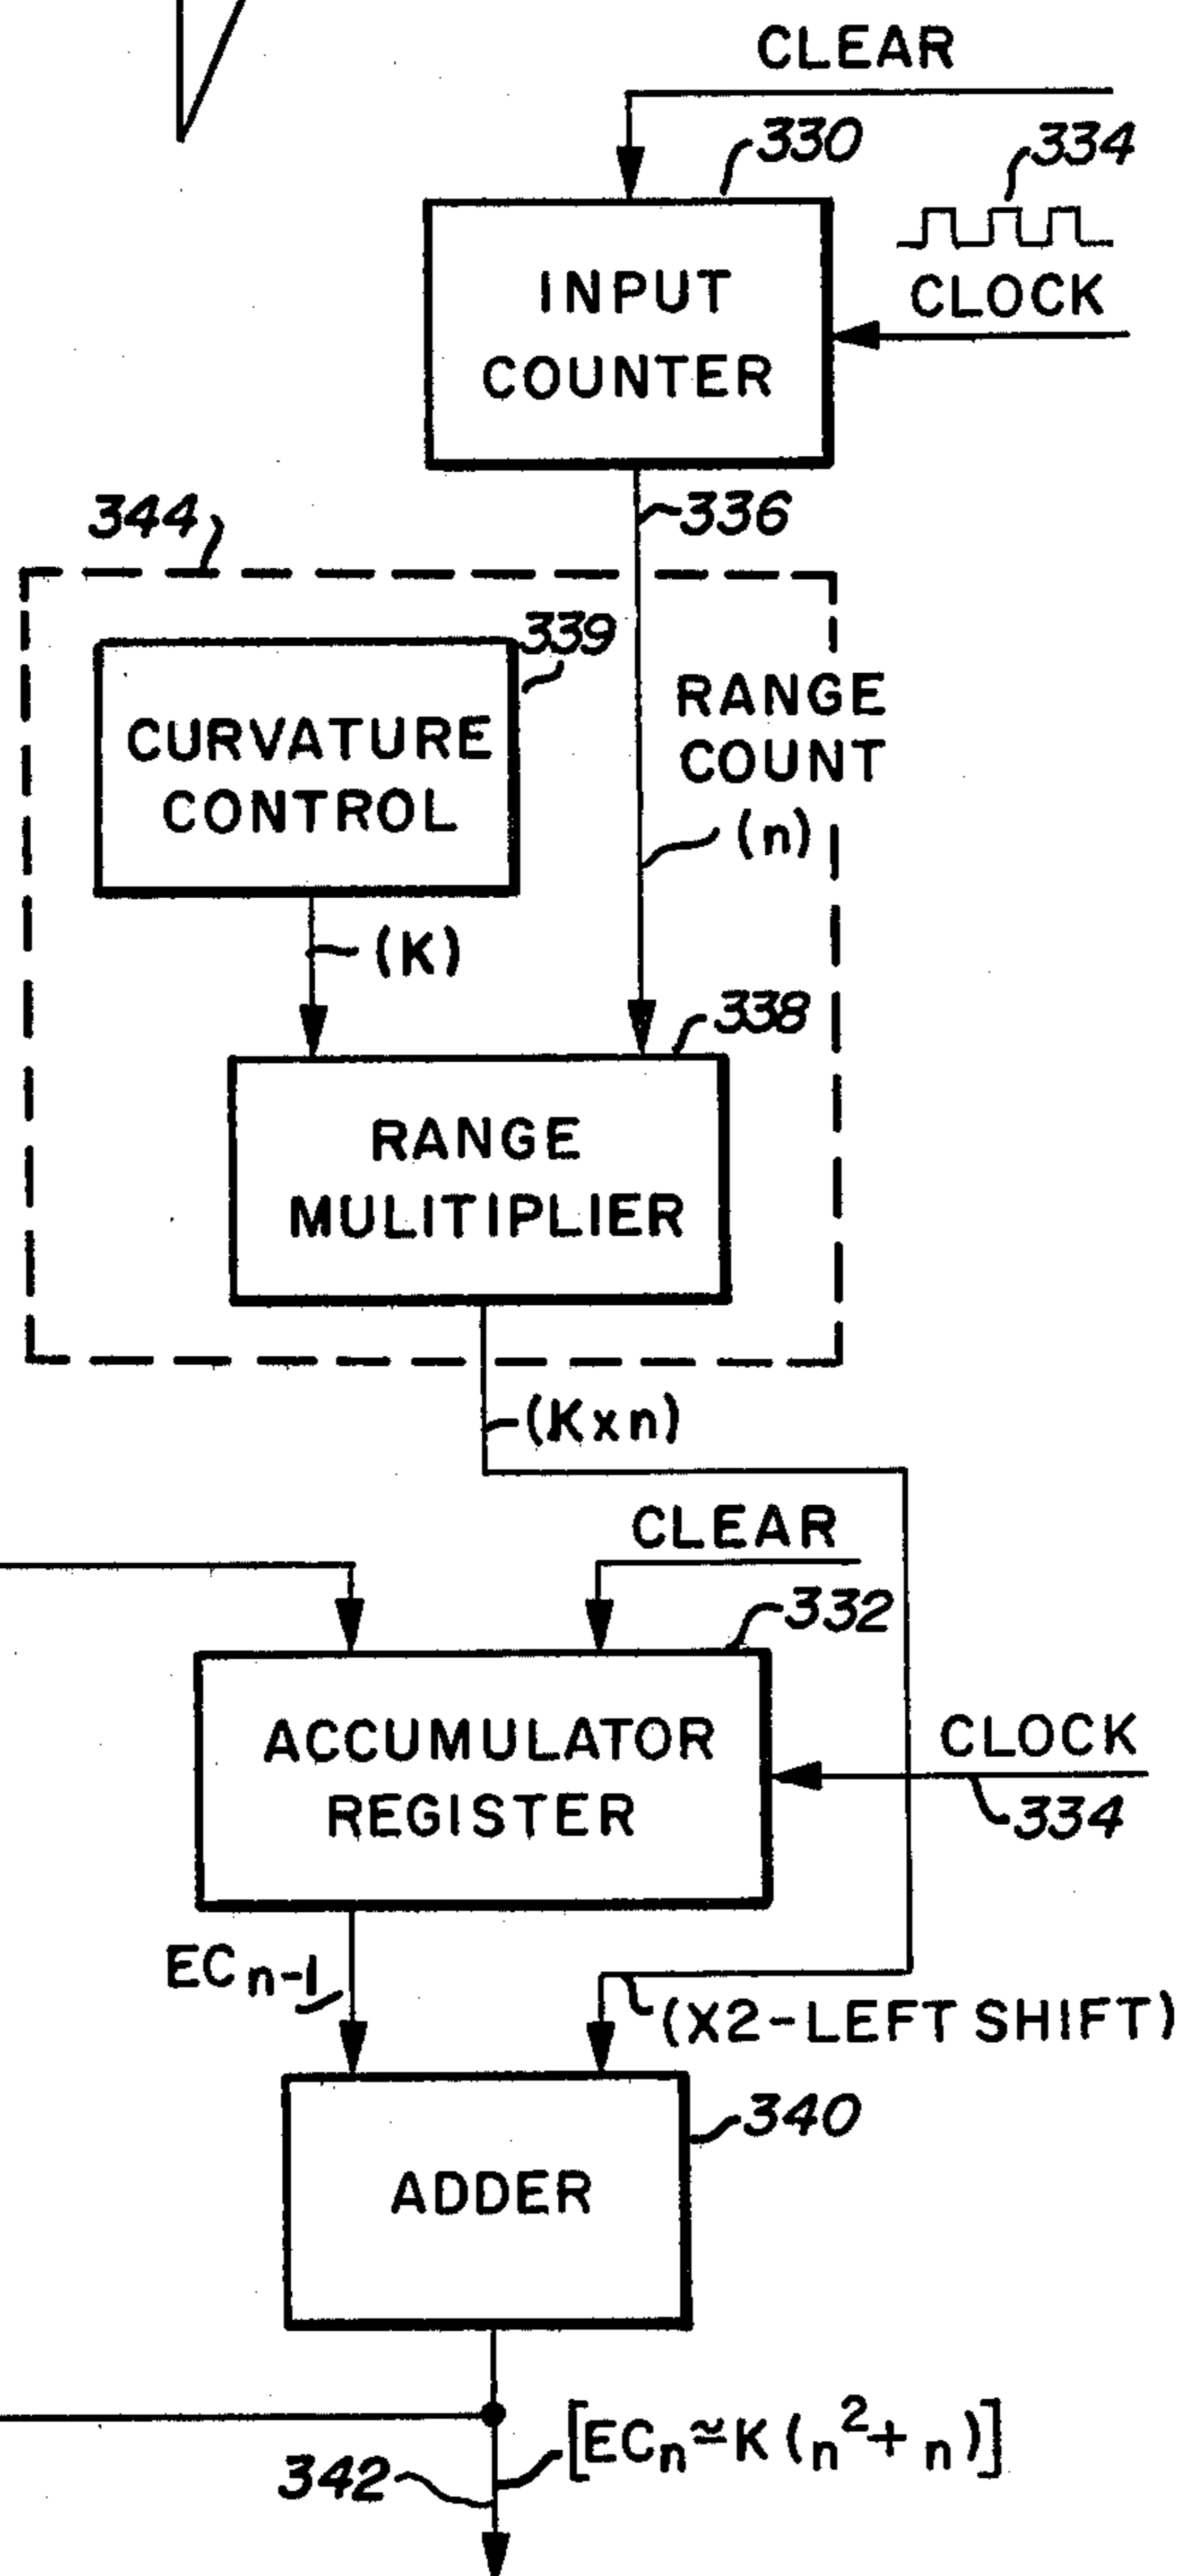 CLEAR
330
334
INPUT
COUNTER
CLOCK
336
344
339
CURVATURE
CONTROL
RANGE
COUNT
(n)
(K)
338
RANGE
MULITIPLIER
(Kxn)
CLEAR
332
ACCUMULATOR
REGISTER
CLOCK
334
ECn-1
(X2-LEFT SHIFT)
340
ADDER
[ECn≃K(n²+n)]
342